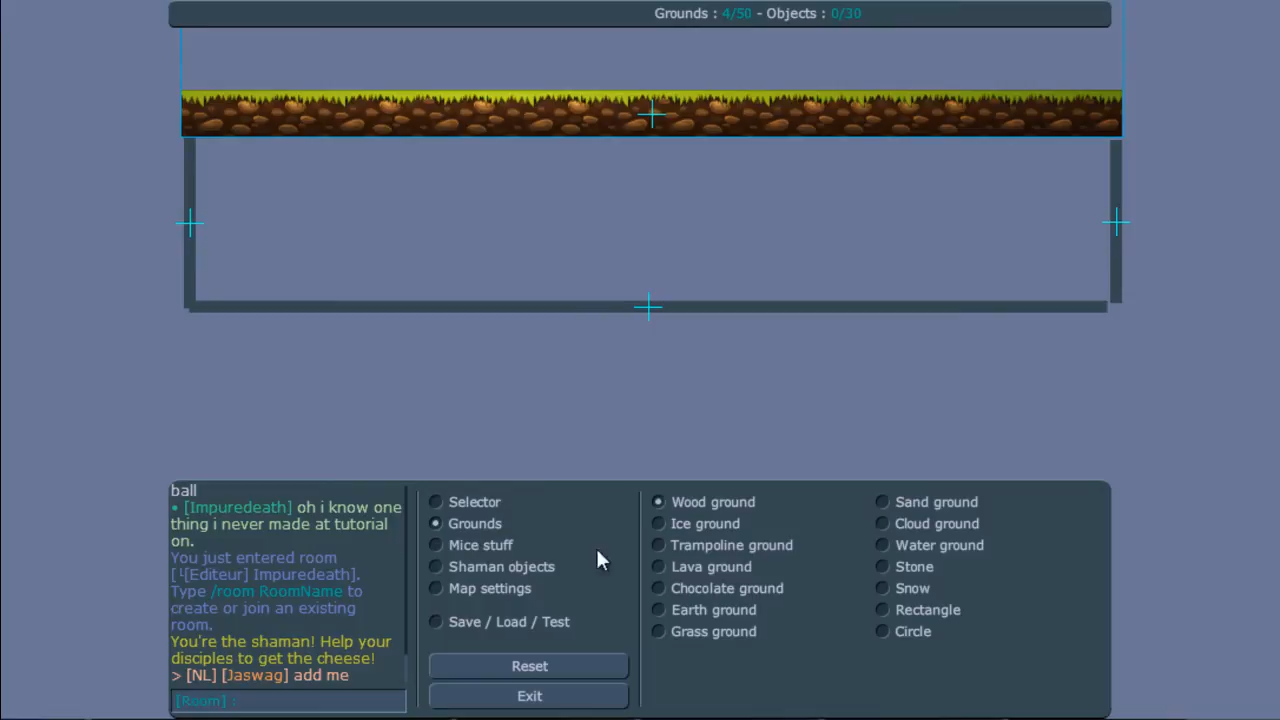 Grounds : 4/50 - Objects : 0/30
ball
• [Impuredeath] oh i know one
thing i never made at tutorial
on.
You just entered room
[└[Editeur] Impuredeath].
Type /room RoomName to
create or join an existing
room.
You're the shaman! Help your
disciples to get the cheese!
> [NL] [Jaswag] add me
[Room] :
Selector
Grounds
Mice stuff
Shaman objects
Map settings
Save / Load / Test
Reset
Exit
Wood ground
Ice ground
Trampoline ground
Lava ground
Chocolate ground
Earth ground
Grass ground
Sand ground
Cloud ground
Water ground
Stone
Snow
Rectangle
Circle